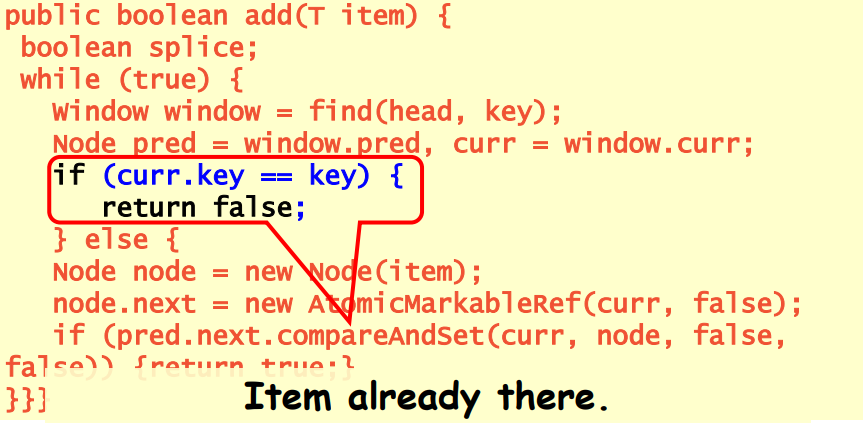 public boolean add(T item) {
boolean splice;
while (true) {
Window window = find(head, key);
Node pred = window.pred, curr = window.curr;
if (curr.key == key) {
return false;
} else {
Node node = new Node(item);
node.next = new AtomicMarkableRef(curr, false);
if (pred.next.compareAndSet(curr, node, false,
false)) {return true;}
}}}
Item already there.